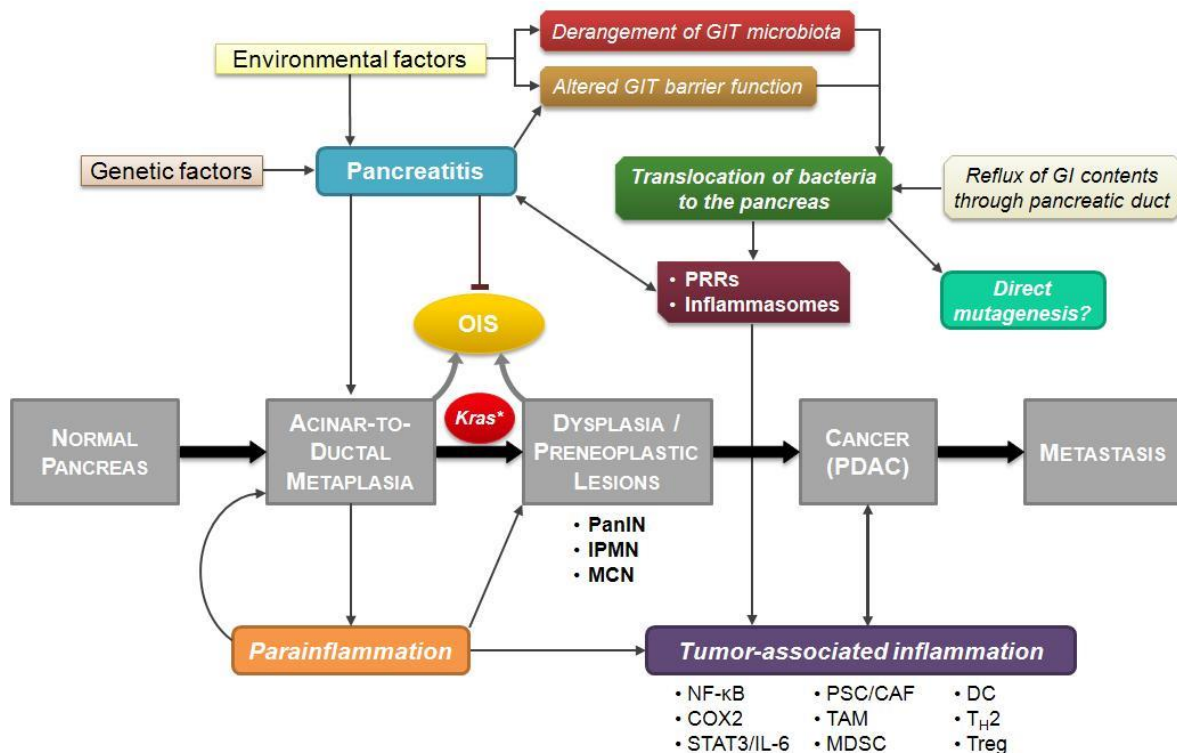 Derangement of GIT microbiota
Environmental factors
Altered GIT barrier function
Genetic factors
Pancreatitis
Translocation of bacteria
to the pancreas
Reflux of GI contents
through pancreatic duct
• PRRs
• Inflammasomes
Direct
mutagenesis?
OIS
Kras*
NORMAL
PANCREAS
ACINAR-TO-
DUCTAL
METAPLASIA
DYSPLASIA /
PRENEOPLASTIC
LESIONS
CANCER
(PDAC)
METASTASIS
• PanIN
• IPMN
• MCN
Parainflammation
Tumor-associated inflammation
• NF-κB
• COX2
• STAT3/IL-6
• PSC/CAF
• TAM
• MDSC
• DC
• TH2
• Treg